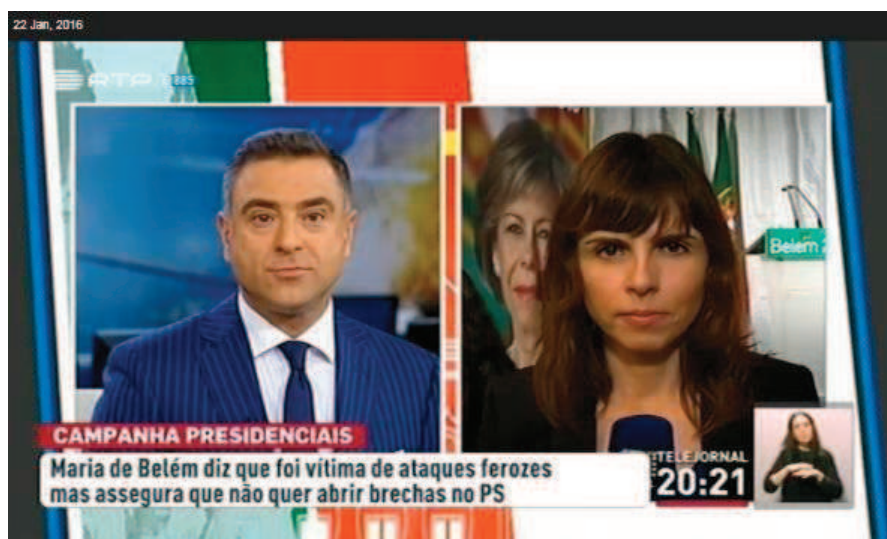 22 Jan, 2016
RTP
Belém
CAMPANHA PRESIDENCIAIS
Maria de Belém diz que foi vítima de ataques ferozes
mas assegura que não quer abrir brechas no PS
TELEJORNAL
20:21